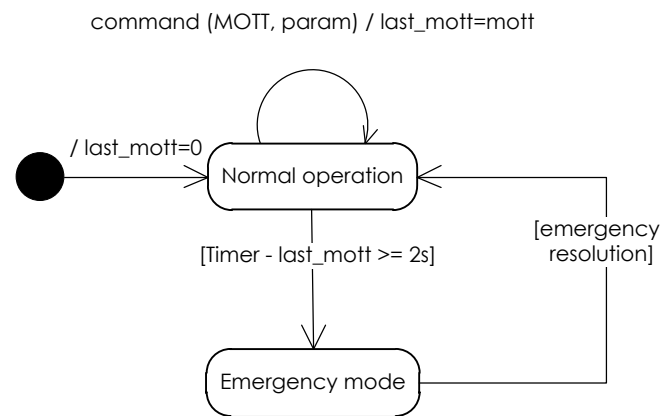 command (MOTT, param) / last_mott=mott
/ last_mott=0
Normal operation
[Timer - last_mott >= 2s]
[emergency
resolution]
Emergency mode